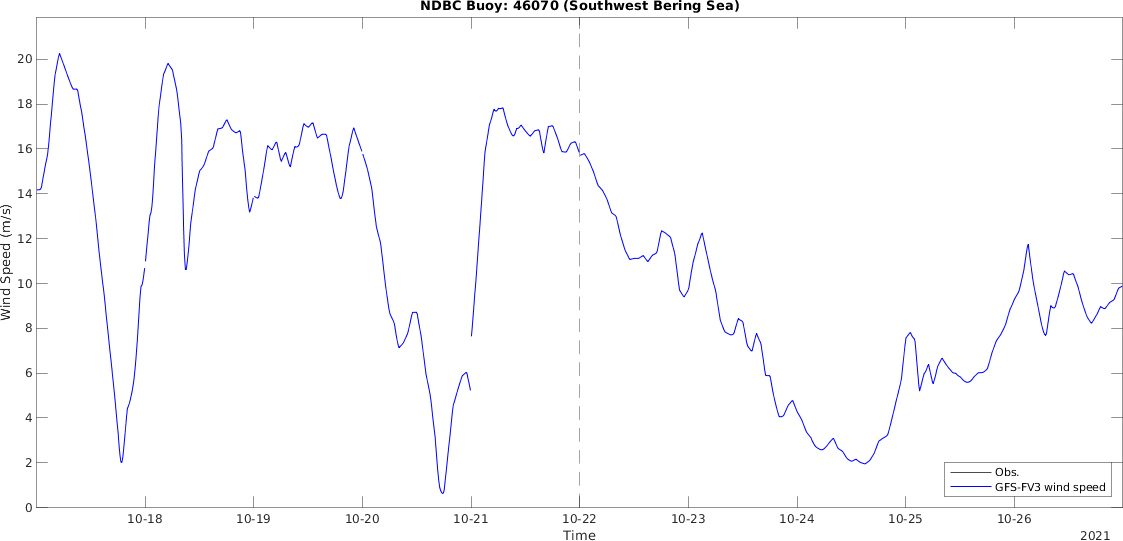 NDBC Buoy: 46070 (Southwest Bering Sea)
20
18
16
14
12
10
8
6
4
2
0
Wind Speed (m/s)
10-18 10-19 10-20 10-21 10-22 10-23 10-24 10-25 10-26
Time
2021
Obs.
GFS-FV3 wind speed